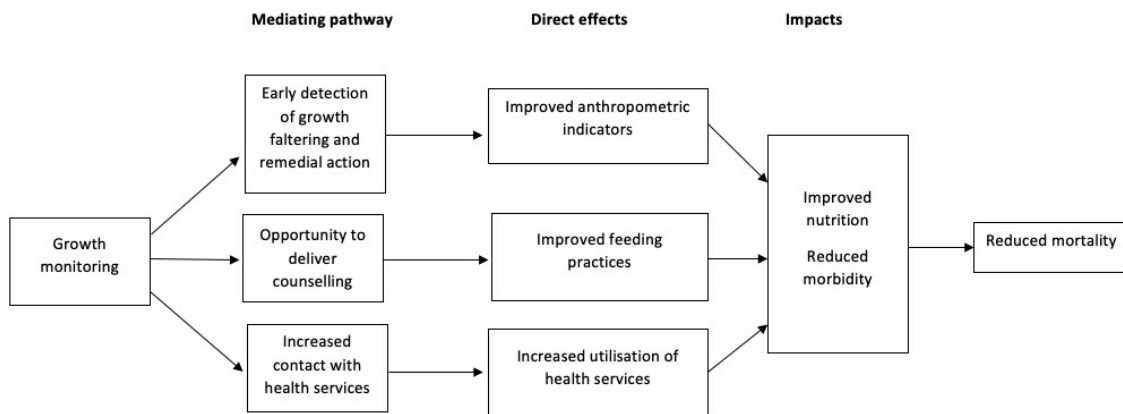 Mediating pathway
Direct effects
Impacts
Early detection
of growth
faltering and
remedial action
Improved anthropometric
indicators
Growth
monitoring
Opportunity to
deliver
counselling
Improved feeding
practices
Improved
nutrition
Reduced
morbidity
Reduced mortality
Increased
contact with
health services
Increased utilisation of
health services